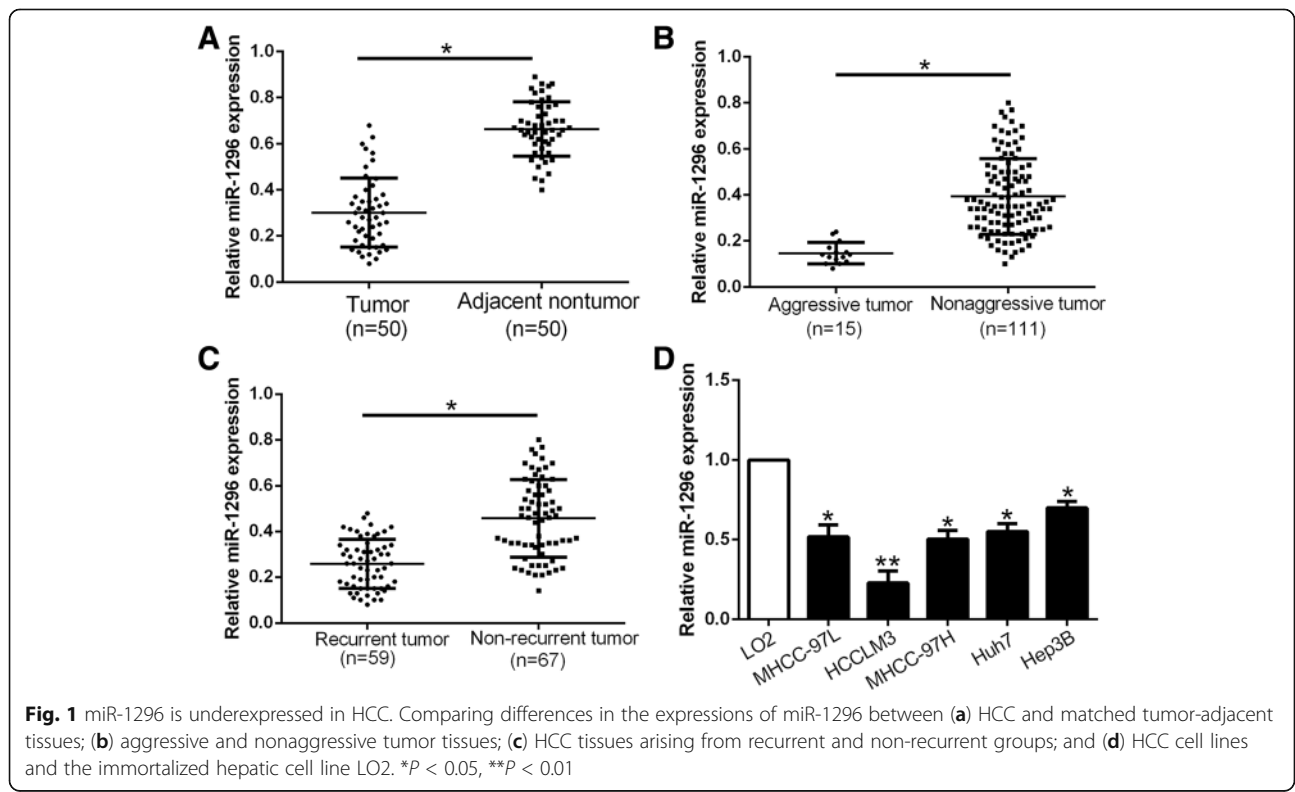 A
Relative miR-1296 expression
1.0
0.8
0.6
0.4
0.2
0.0
*
Tumor
(n=50)
Adjacent nontumor
(n=50)
B
Relative miR-1296 expression
1.0
0.8
0.6
0.4
0.2
0.0
*
Aggressive tumor
(n=15)
Nonaggressive tumor
(n=111)
C
Relative miR-1296 expression
1.0
0.8
0.6
0.4
0.2
0.0
*
Recurrent tumor
(n=59)
Non-recurrent tumor
(n=67)
D
Relative miR-1296 expression
1.5
1.0
0.5
0.0
*
**
*
*
*
LO2
MHCC-97L
HCCLM3
MHCC-97H
Huh7
Hep3B
Fig. 1 miR-1296 is underexpressed in HCC. Comparing differences in the expressions of miR-1296 between (a) HCC and matched tumor-adjacent
tissues; (b) aggressive and nonaggressive tumor tissues; (c) HCC tissues arising from recurrent and non-recurrent groups; and (d) HCC cell lines
and the immortalized hepatic cell line LO2. *P < 0.05, **P < 0.01